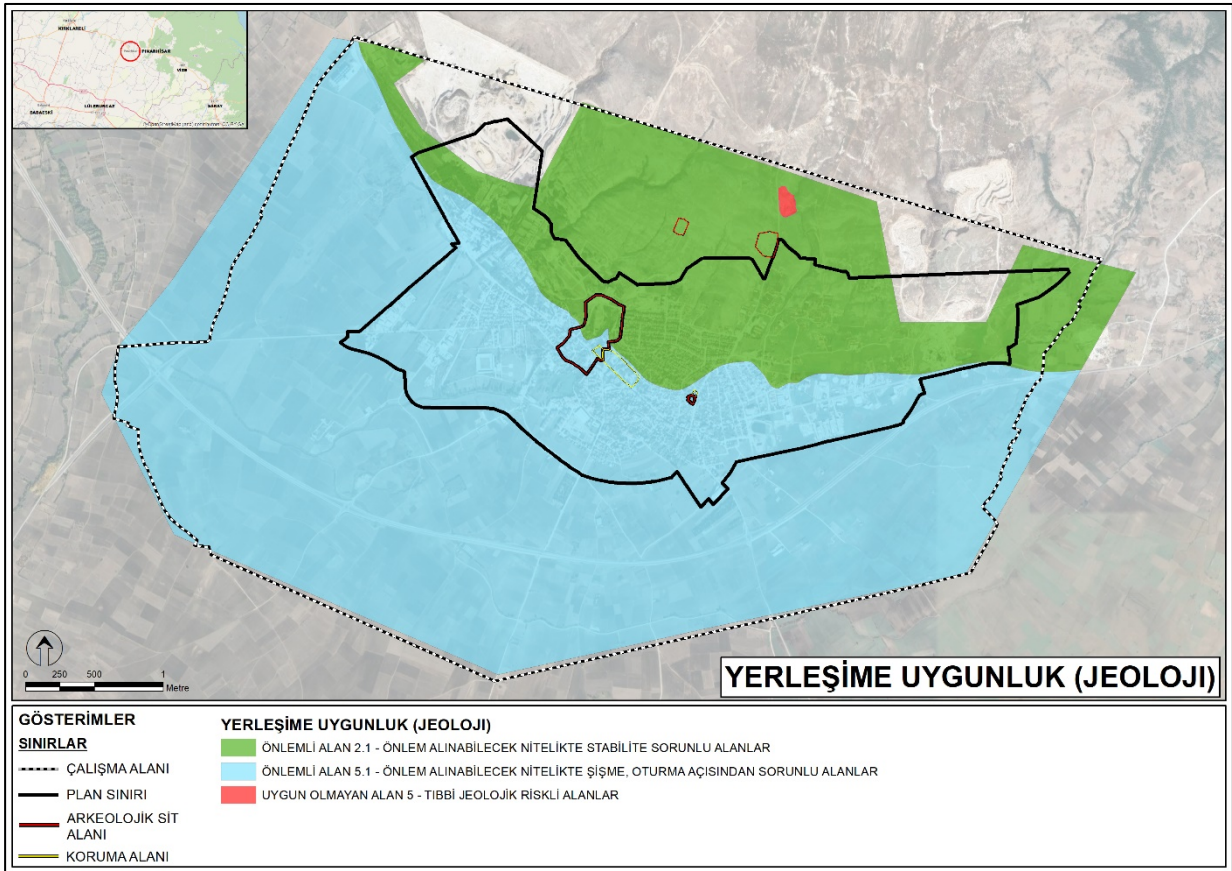 KIRKLARELİ
PINARHİSAR
VİZE
LÜLEBURGAZ
BABAESKİ
SARAY
YERLEŞİME UYGUNLUK (JEOLOJI)
0 250 500 1
Metre
GÖSTERİMLER
SINIRLAR
ÇALIŞMA ALANI
PLAN SINIRI
ARKEOLOJİK SİT
ALANI
KORUMA ALANI
YERLEŞİME UYGUNLUK (JEOLOJI)
ÖNLEMLİ ALAN 2.1 - ÖNLEM ALINABİLECEK NİTELİKTE STABİLİTE SORUNLU ALANLAR
ÖNLEMLİ ALAN 5.1 - ÖNLEM ALINABİLECEK NİTELİKTE ŞİŞME, OTURMA AÇISINDAN SORUNLU ALANLAR
UYGUN OLMAYAN ALAN 5 - TIBBİ JEOLOJİK RİSKLİ ALANLAR